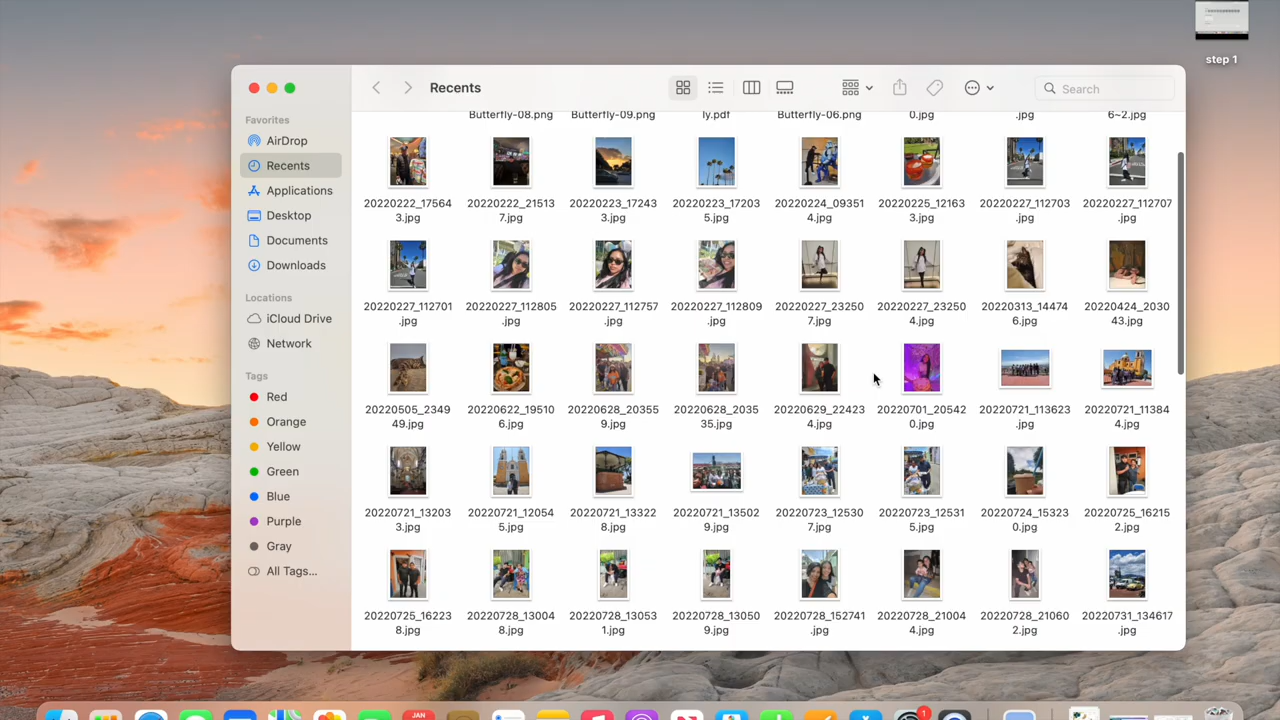 step 1
Recents
Search
Favorites
AirDrop
Recents
Applications
Desktop
Documents
Downloads
Locations
iCloud Drive
Network
Tags
Red
Orange
Yellow
Green
Blue
Purple
Gray
All Tags...
Butterfly-08.png Butterfly-09.png ly.pdf Butterfly-06.png 0.jpg .jpg 6~2.jpg
20220222_17564 20220222_21513 20220223_17243 20220223_17203 20220224_09351 20220225_12163 20220227_112703 20220227_112707
3.jpg 7.jpg 3.jpg 5.jpg 4.jpg 3.jpg .jpg .jpg
20220227_112701 20220227_112805 20220227_112757 20220227_112809 20220227_23250 20220227_23250 20220313_14474 20220424_2030
.jpg .jpg .jpg .jpg 7.jpg 4.jpg 6.jpg 43.jpg
20220505_2349 20220622_19510 20220628_20355 20220628_2035 20220629_22423 20220701_20542 20220721_113623 20220721_11384
49.jpg 6.jpg 9.jpg 35.jpg 4.jpg 0.jpg .jpg 4.jpg
20220721_13203 20220721_12054 20220721_13322 20220721_13502 20220723_12530 20220723_12531 20220724_15323 20220725_16215
3.jpg 5.jpg 8.jpg 9.jpg 7.jpg 5.jpg 0.jpg 2.jpg
20220725_16223 20220728_13004 20220728_13053 20220728_13050 20220728_152741 20220728_21004 20220728_21060 20220731_134617
8.jpg 8.jpg 1.jpg 9.jpg .jpg 4.jpg 2.jpg .jpg
JAN
1